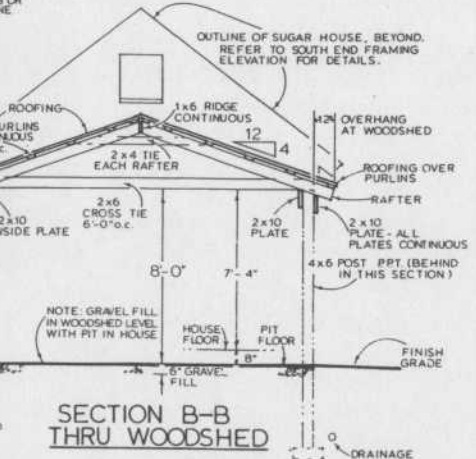 OR
NE
OUTLINE OF SUGAR HOUSE, BEYOND.
REFER TO SOUTH END FRAMING
ELEVATION FOR DETAILS.
ROOFING
PURLINS
1x6 RIDGE
CONTINUOUS
12
4
12" OVERHANG
AT WOODSHED
2x4 TIE
EACH RAFTER
ROOFING OVER
PURLINS
RAFTER
2x10
SIDE PLATE
2x6
CROSS TIE
6'-0" o.c.
2x10
PLATE
2x10
PLATE-ALL
PLATES CONTINUOUS
4x6 POST P.P.T. (BEHIND
IN THIS SECTION)
8'-0"
7'-4"
NOTE: GRAVEL FILL
IN WOODSHED LEVEL
WITH PIT IN HOUSE
HOUSE
FLOOR
PIT
FLOOR
8"
6" GRAVEL
FILL
FINISH
GRADE
SECTION B-B
THRU WOODSHED
DRAINAGE